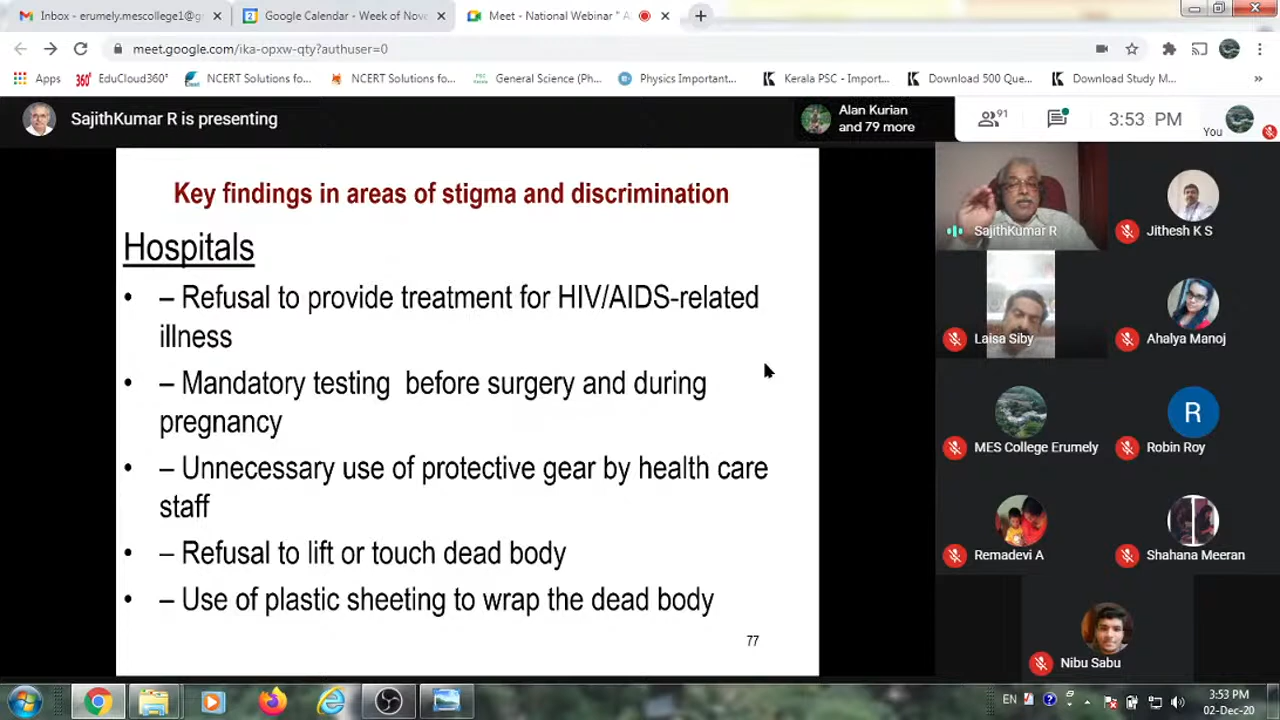 Inbox - erumely.mescollege1@g
Google Calendar - Week of Nove
Meet - National Webinar " A
meet.google.com/ika-opxw-qty?authuser=0
Apps
360°
EduCloud360°
NCERT Solutions fo...
NCERT Solutions fo...
General Science (Ph...
Physics Important...
Kerala PSC - Import...
Download 500 Que...
Download Study M...
»
SajithKumar R is presenting
Alan Kurian
and 79 more
91
3:53 PM
You
Key findings in areas of stigma and discrimination
Hospitals
• – Refusal to provide treatment for HIV/AIDS-related
illness
• – Mandatory testing before surgery and during
pregnancy
• – Unnecessary use of protective gear by health care
staff
• – Refusal to lift or touch dead body
• – Use of plastic sheeting to wrap the dead body
77
SajithKumar R
Jithesh K S
Laisa Siby
Ahalya Manoj
MES College Erumely
R
Robin Roy
Remadevi A
Shahana Meeran
Nibu Sabu
EN
3:53 PM
02-Dec-20